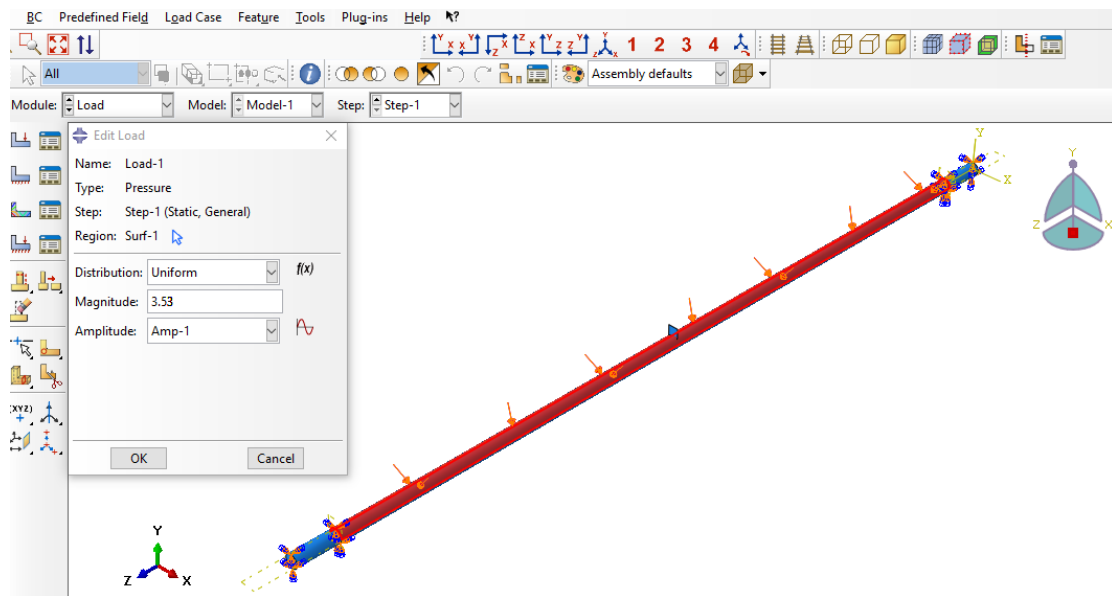 BC Predefined Field Load Case Feature Tools Plug-ins Help
1 2 3 4
All Assembly defaults
Module: Load Model: Model-1 Step: Step-1
Edit Load
Name: Load-1
Type: Pressure
Step: Step-1 (Static, General)
Region: Surf-1
Distribution: Uniform f(x)
Magnitude: 3.53
Amplitude: Amp-1
OK Cancel
(XYZ)
Y
X
Y
Z X
Y
Z X